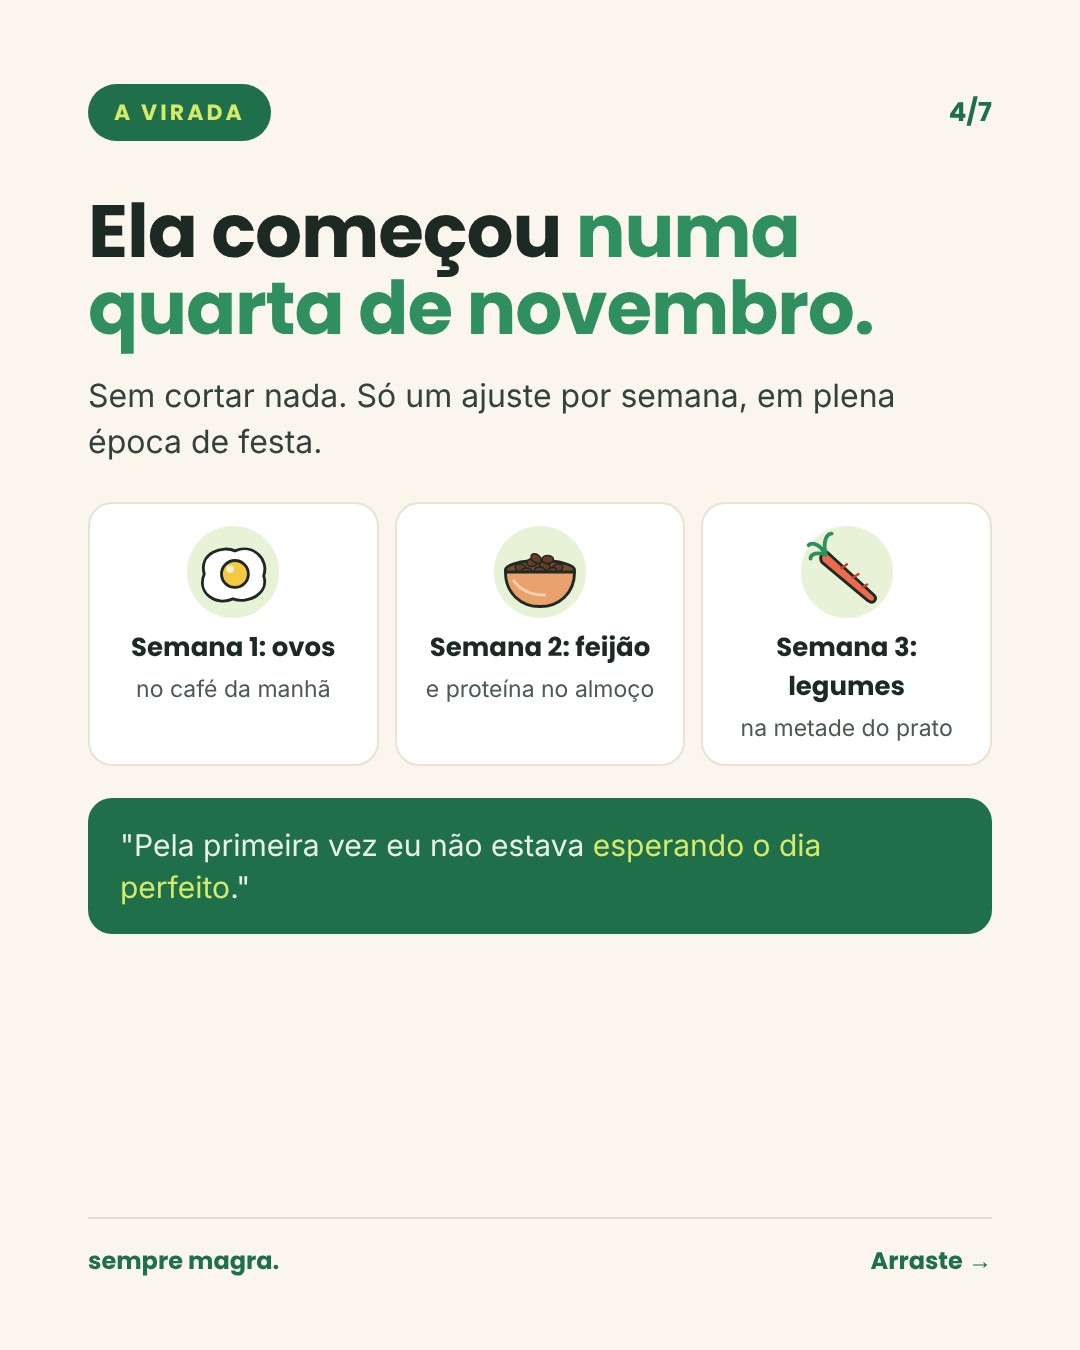 A VIRADA
4/7
Ela começou numa
quarta de novembro.
Sem cortar nada. Só um ajuste por semana, em plena
época de festa.
Semana 1: ovos
no café da manhã
Semana 2: feijão
e proteína no almoço
Semana 3:
legumes
na metade do prato
"Pela primeira vez eu não estava esperando o dia
perfeito."
sempre magra.
Arraste →